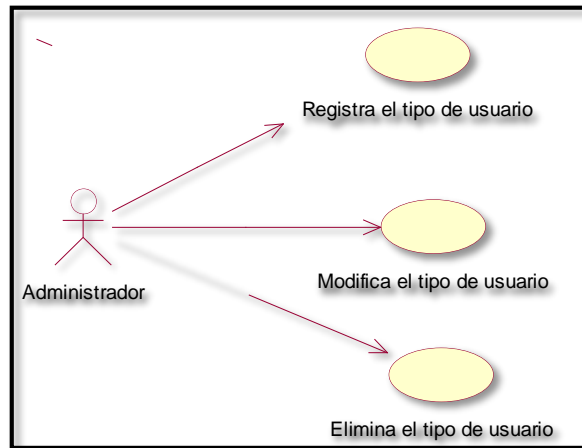 Registra el tipo de usuario
Modifica el tipo de usuario
Administrador
Elimina el tipo de usuario